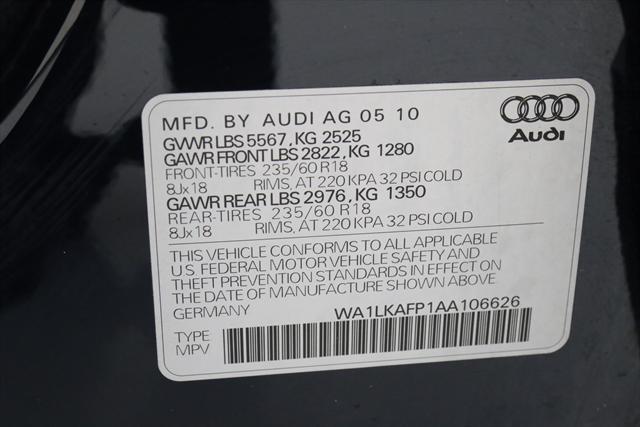 MFD. BY AUDI AG 05 10
Audi
GVWR LBS 5567, KG 2525
GAWR FRONT LBS 2822, KG 1280
FRONT-TIRES 235/60 R18
8Jx18 RIMS, AT 220 KPA 32 PSI COLD
GAWR REAR LBS 2976, KG 1350
REAR-TIRES 235/60 R18
8Jx18 RIMS, AT 220 KPA 32 PSI COLD
THIS VEHICLE CONFORMS TO ALL APPLICABLE
U.S. FEDERAL MOTOR VEHICLE SAFETY AND
THEFT PREVENTION STANDARDS IN EFFECT ON
THE DATE OF MANUFACTURE SHOWN ABOVE
GERMANY WA1LKAFP1AA106626
TYPE
MPV